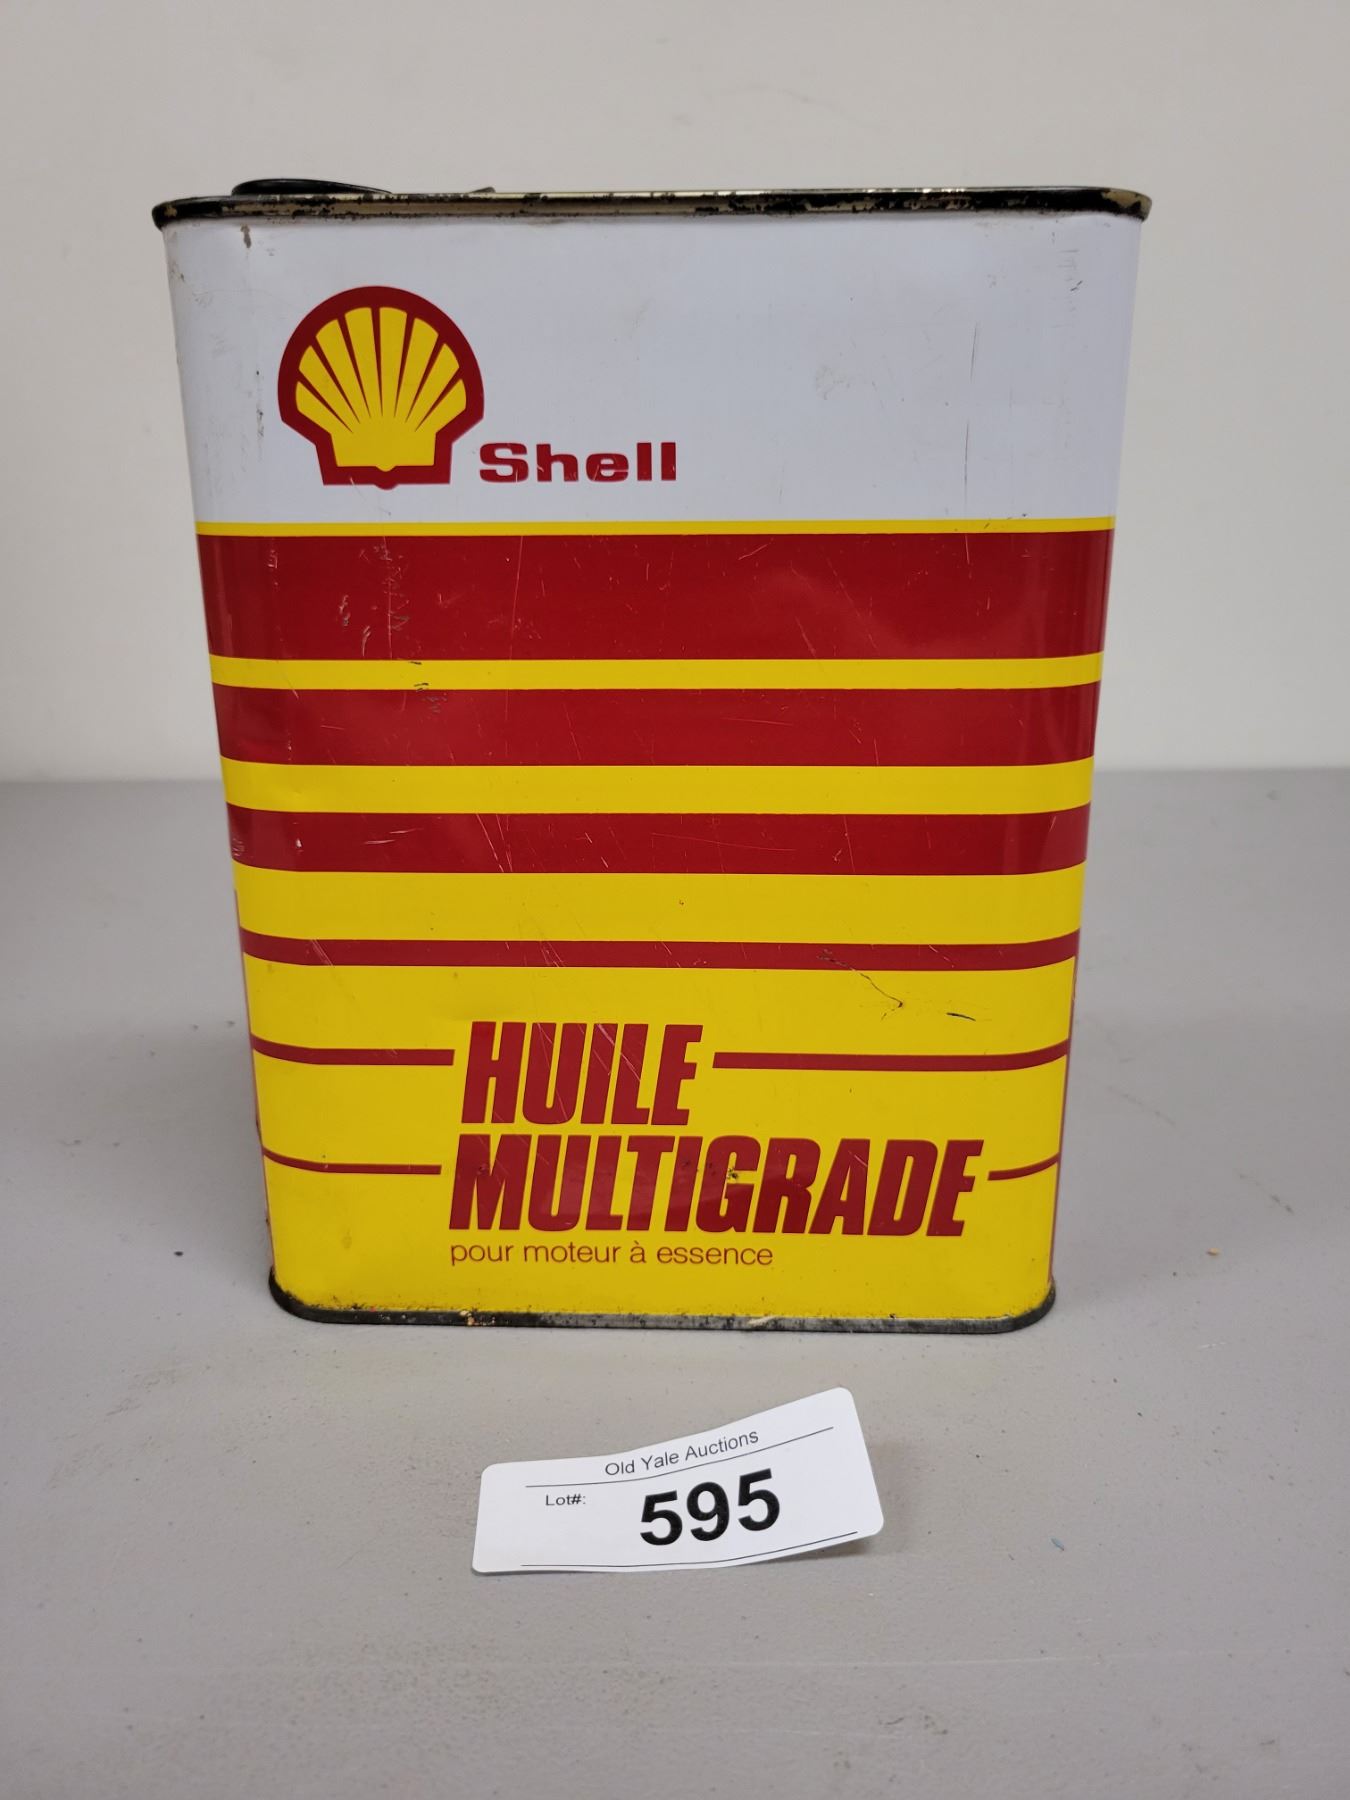 Shell
HUILE
MULTIGRADE
pour moteur à essence
Old Yale Auctions
Lot#: 595